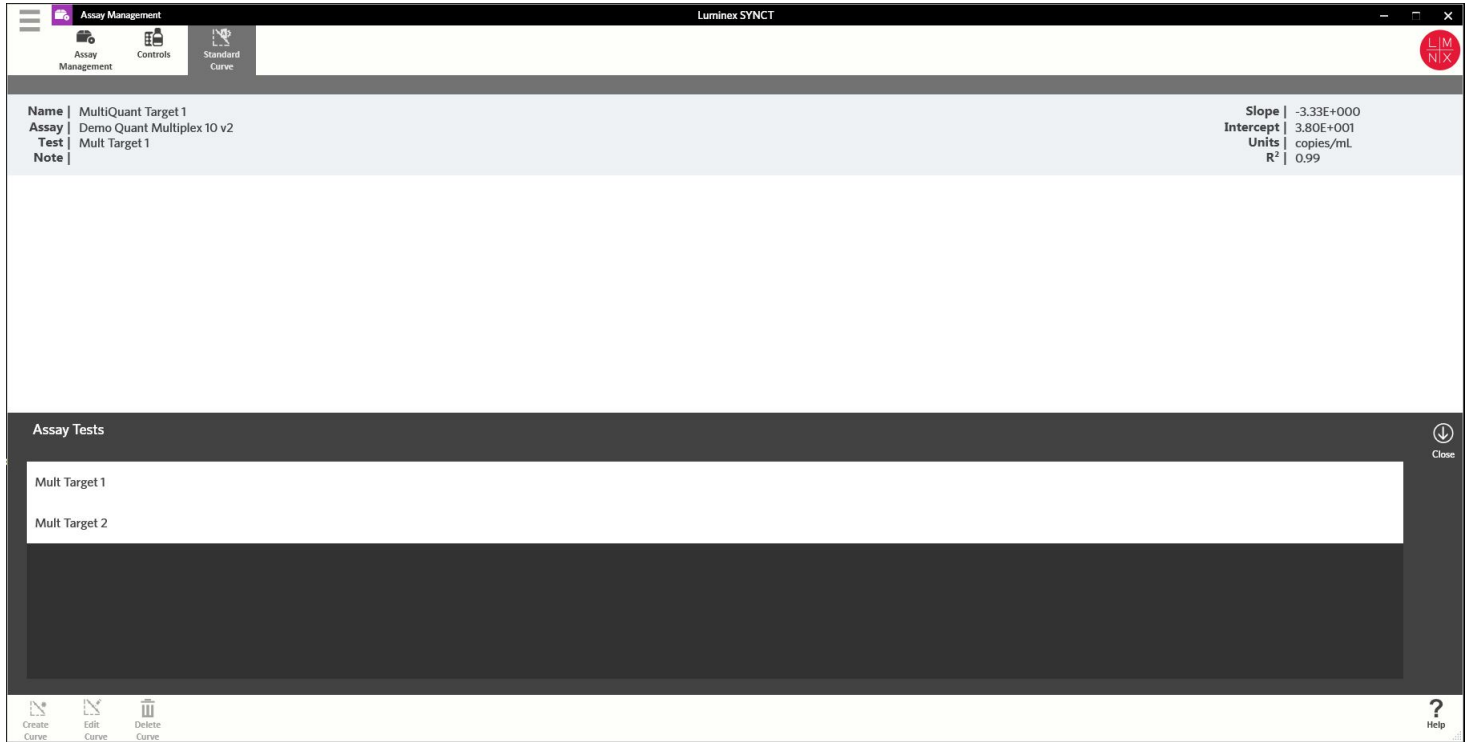 Assay Management
Luminex SYNCT
Assay
Management
Controls
Standard
Curve
L M
N X
Name | MultiQuant Target 1
Assay | Demo Quant Multiplex 10 v2
Test | Mult Target 1
Note |
Slope | -3.33E+000
Intercept | 3.80E+001
Units | copies/mL
R² | 0.99
Assay Tests
Close
Mult Target 1
Mult Target 2
Create
Curve
Edit
Curve
Delete
Curve
?
Help